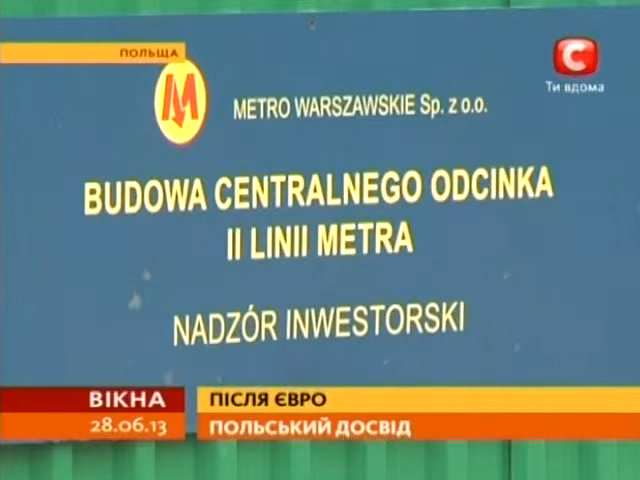 ПОЛЬЩА
C
Ти вдома
M
METRO WARSZAWSKIE Sp. z o.o.
BUDOWA CENTRALNEGO ODCINKA
II LINII METRA
NADZÓR INWESTORSKI
ВІКНА
28.06.13
ПІСЛЯ ЄВРО
ПОЛЬСЬКИЙ ДОСВІД